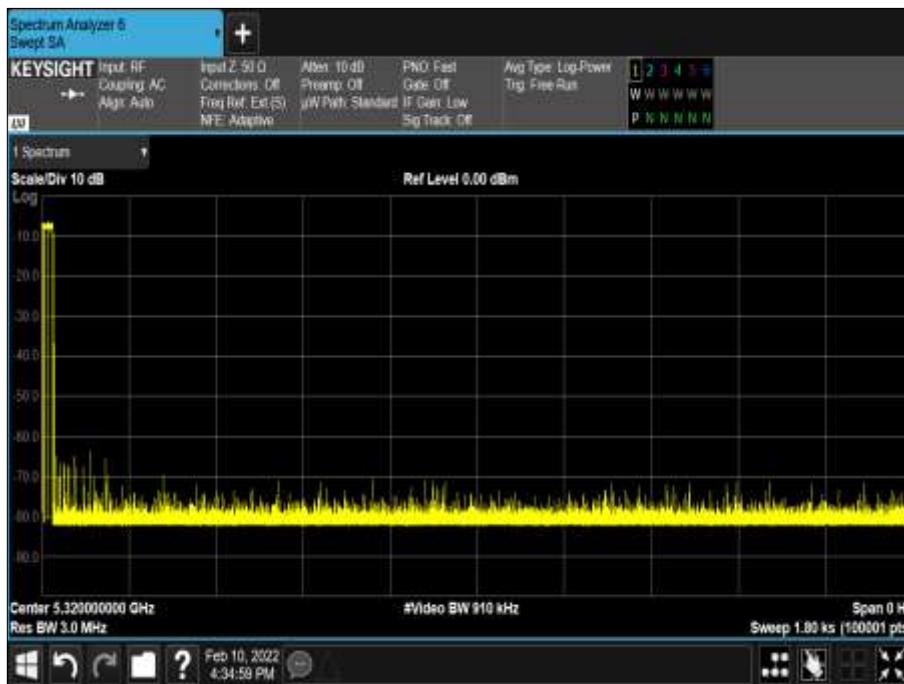 Spectrum Analyzer 6
Swept SA
+
KEYSIGHT
Input: RF
Coupling: AC
Align: Auto
Input Z: 50 Ω
Corrections: Off
Freq Ref: Ext (S)
NFE: Adaptive
Atten: 10 dB
Preamp: Off
µW Path: Standard
PNO: Fast
Gate: Off
IF Gain: Low
Sig Track: Off
Avg Type: Log-Power
Trig: Free Run
1 2 3 4 5 6
W W W W W W
P N N N N N
1 Spectrum
Scale/Div 10 dB
Ref Level 0.00 dBm
Log
-10.0
-20.0
-30.0
-40.0
-50.0
-60.0
-70.0
-80.0
-90.0
Center 5.320000000 GHz
#Video BW 910 kHz
Span 0 H
Res BW 3.0 MHz
Sweep 1.80 ks (100001 pts
?
Feb 10, 2022
4:34:59 PM